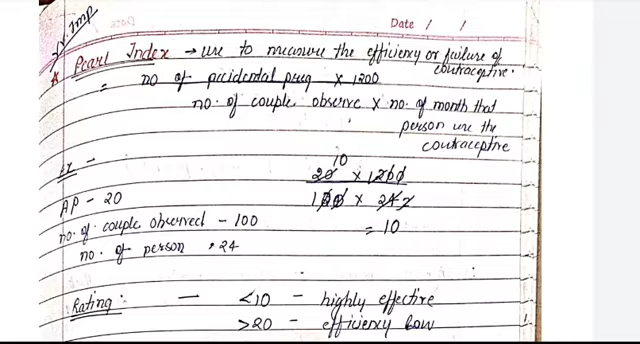 V.V. Imp
Date / /
Pearl Index → use to measure the efficiency or failure of
contraceptive.
= no of accidental preg × 1200
no. of couple observe × no. of month that
person use the
contraceptive
Ex -
10
20 × 1200
100 × 24 2
AP - 20
no. of couple observed - 100
= 10
no. of person · 24
Rating: — <10 - highly effective
>20 - efficiency low